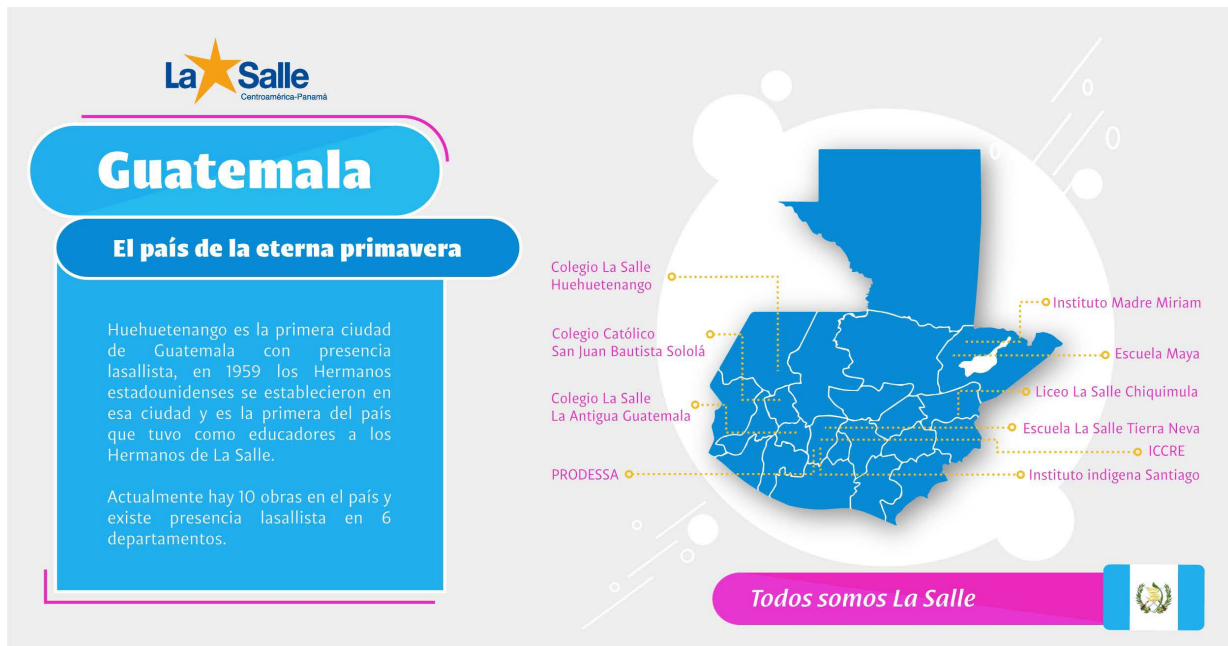 La Salle
Centroamérica-Panamá
Guatemala
El país de la eterna primavera
Huehuetenango es la primera ciudad
de Guatemala con presencia
lasallista, en 1959 los Hermanos
estadounidenses se establecieron en
esa ciudad y es la primera del país
que tuvo como educadores a los
Hermanos de La Salle.
Actualmente hay 10 obras en el país y
existe presencia lasallista en 6
departamentos.
Colegio La Salle
Huehuetenango
Colegio Católico
San Juan Bautista Sololá
Colegio La Salle
La Antigua Guatemala
PRODESSA
Instituto Madre Miriam
Escuela Maya
Liceo La Salle Chiquimula
Escuela La Salle Tierra Neva
ICCRE
Instituto indigena Santiago
Todos somos La Salle